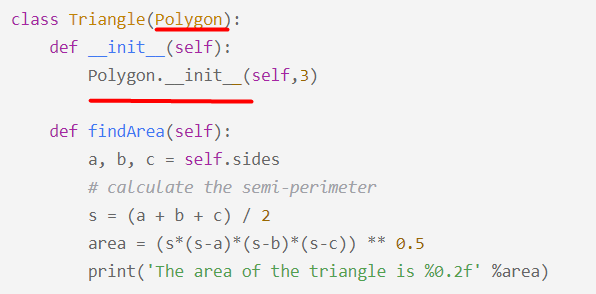 class Triangle(Polygon):
    def __init__(self):
        Polygon.__init__(self,3)
    def findArea(self):
        a, b, c = self.sides
        # calculate the semi-perimeter
        s = (a + b + c) / 2
        area = (s*(s-a)*(s-b)*(s-c)) ** 0.5
        print('The area of the triangle is %0.2f' %area)